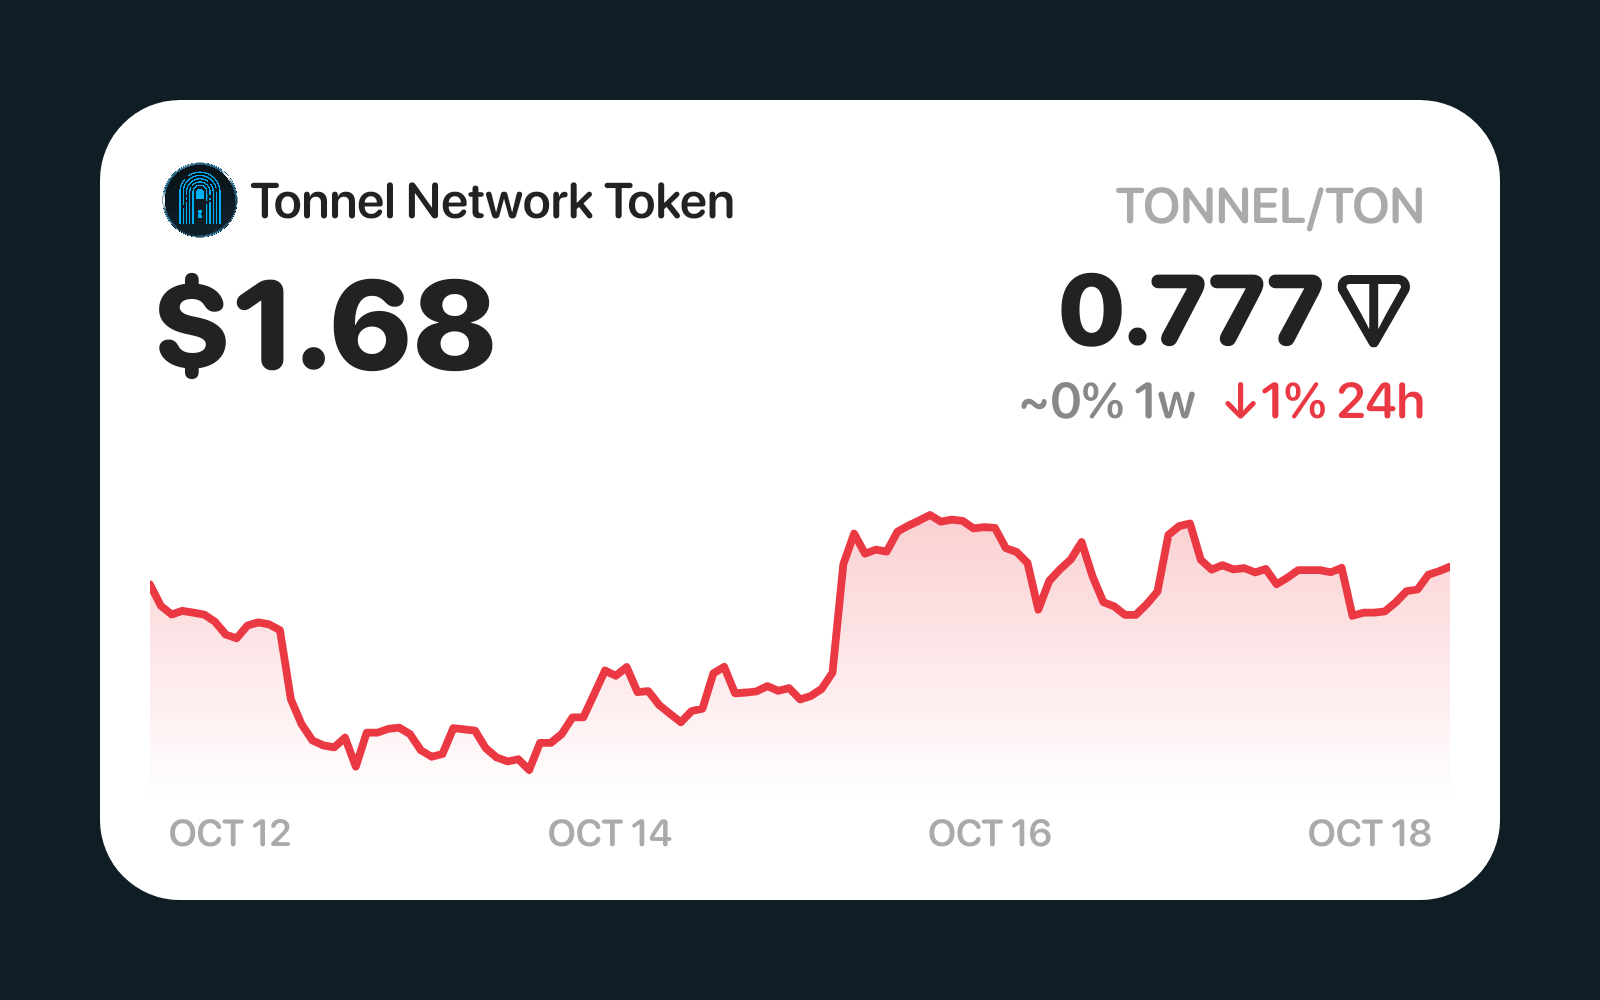 Tonnel Network Token
TONNEL/TON
$1.68
0.777
~0% 1w ↓1% 24h
OCT 12 OCT 14 OCT 16 OCT 18